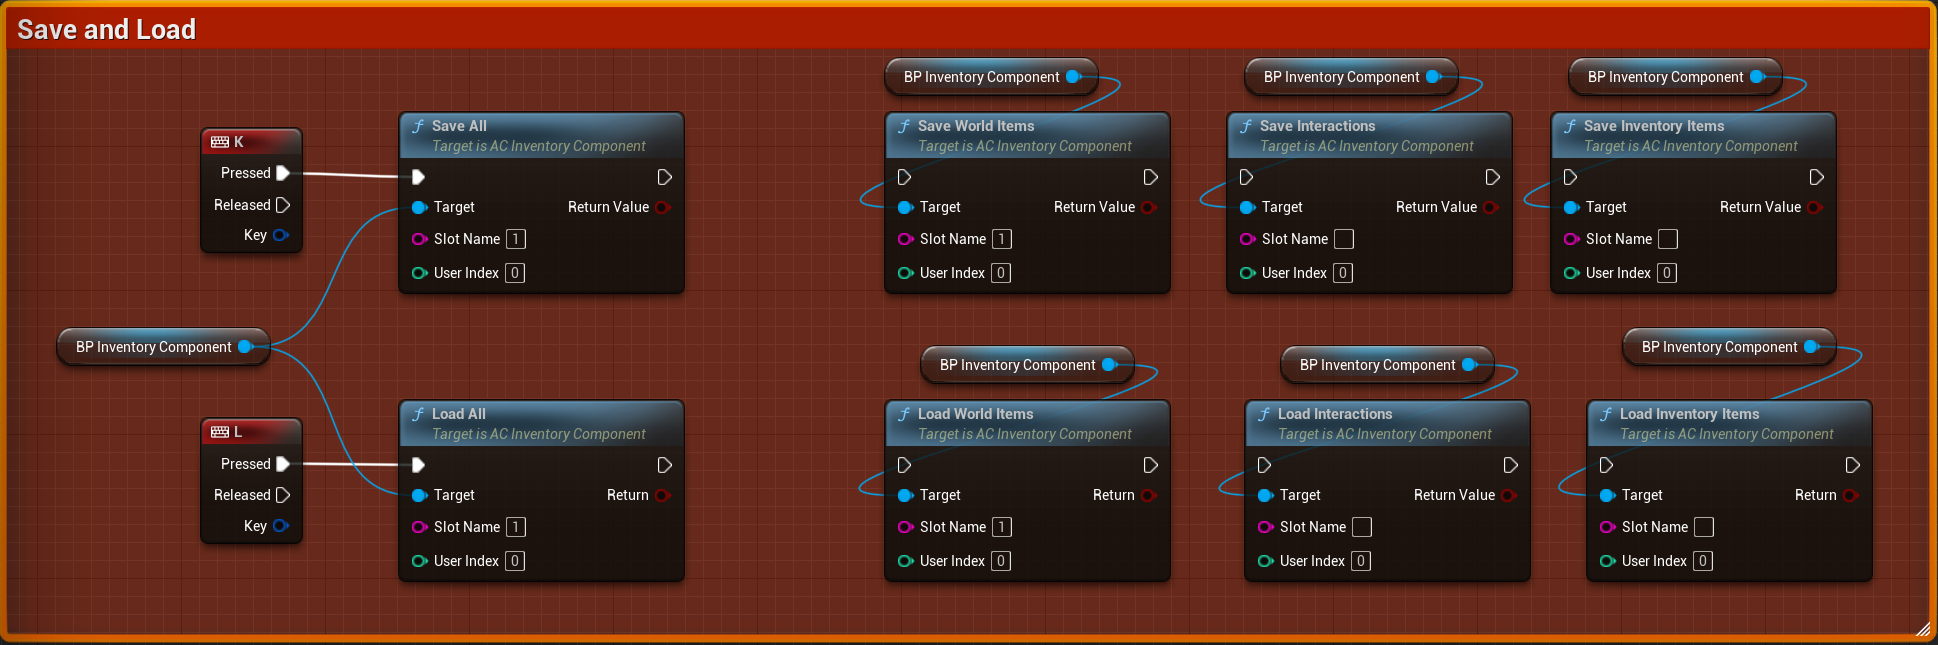 Save and Load
BP Inventory Component
BP Inventory Component
BP Inventory Component
K
Pressed
Released
Key
Save All
Target is AC Inventory Component
Target
Return Value
Slot Name 1
User Index 0
Save World Items
Target is AC Inventory Component
Target
Return Value
Slot Name 1
User Index 0
Save Interactions
Target is AC Inventory Component
Target
Return Value
Slot Name
User Index 0
Save Inventory Items
Target is AC Inventory Component
Target
Return Value
Slot Name
User Index 0
BP Inventory Component
BP Inventory Component
BP Inventory Component
BP Inventory Component
L
Pressed
Released
Key
Load All
Target is AC Inventory Component
Target
Return
Slot Name 1
User Index 0
Load World Items
Target is AC Inventory Component
Target
Return
Slot Name 1
User Index 0
Load Interactions
Target is AC Inventory Component
Target
Return Value
Slot Name
User Index 0
Load Inventory Items
Target is AC Inventory Component
Target
Return
Slot Name
User Index 0